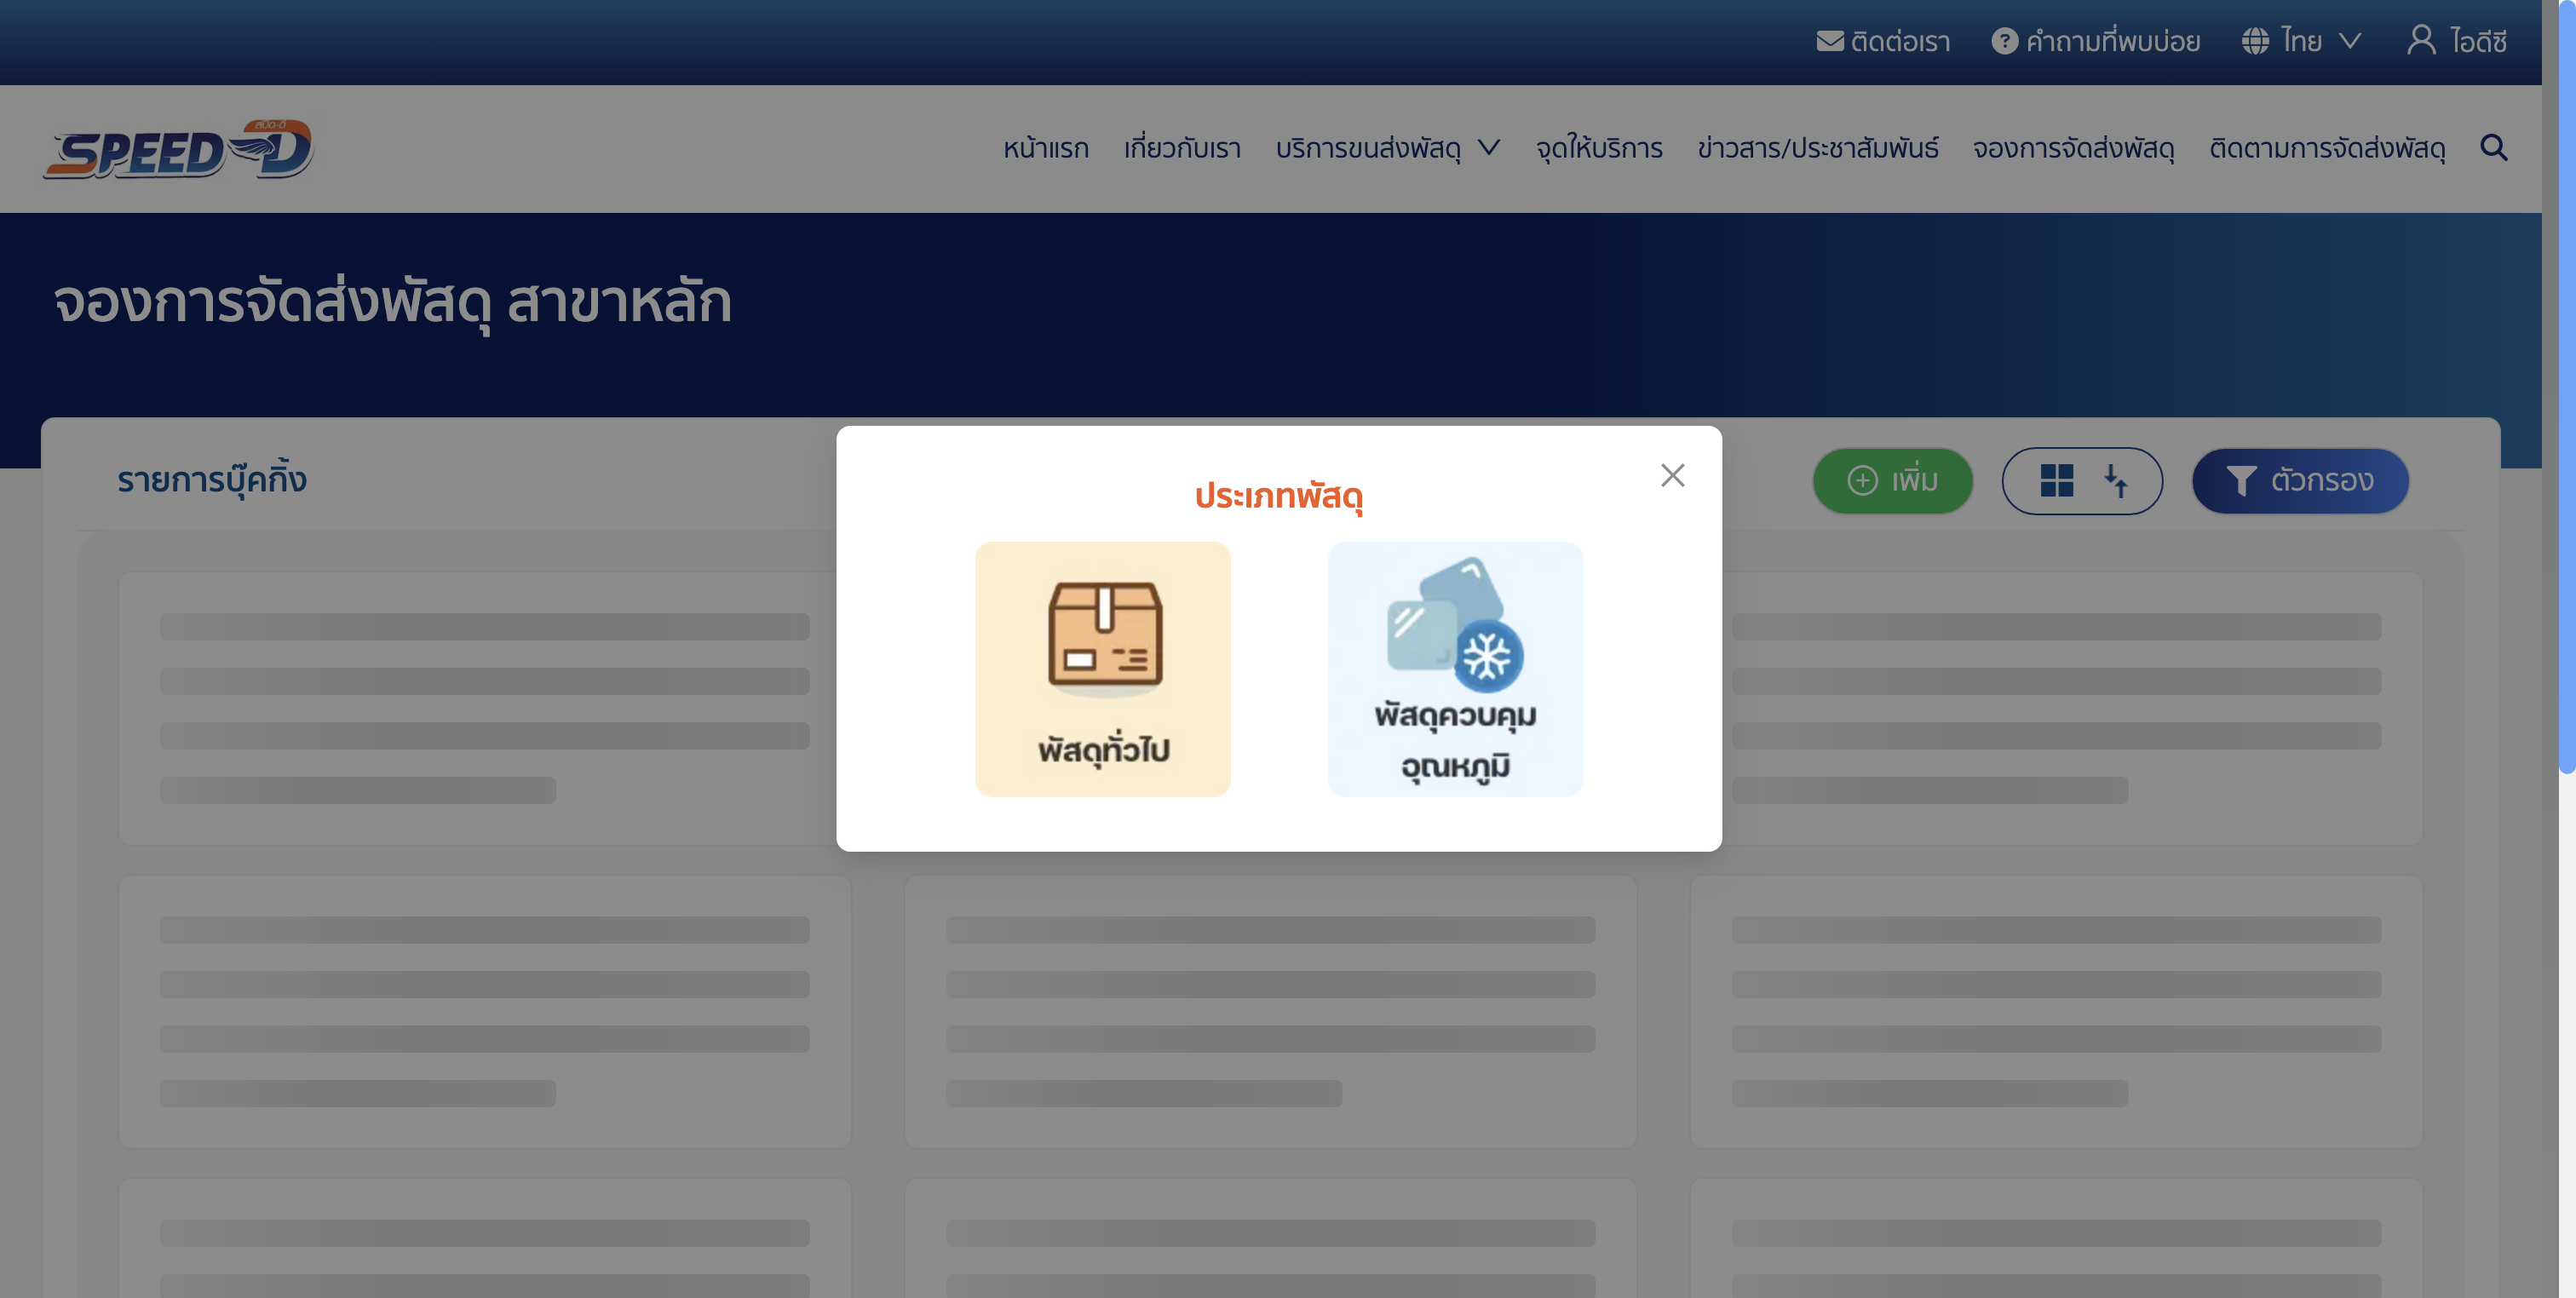 ติดต่อเรา
คำถามที่พบบ่อย
ไทย
ไอดีซี
สปีด-ดี
SPEED-D
หน้าแรก
เกี่ยวกับเรา
บริการขนส่งพัสดุ
จุดให้บริการ
ข่าวสาร/ประชาสัมพันธ์
จองการจัดส่งพัสดุ
ติดตามการจัดส่งพัสดุ
จองการจัดส่งพัสดุ สาขาหลัก
รายการบุ๊คกิ้ง
เพิ่ม
ตัวกรอง
ประเภทพัสดุ
พัสดุทั่วไป
พัสดุควบคุม
อุณหภูมิ